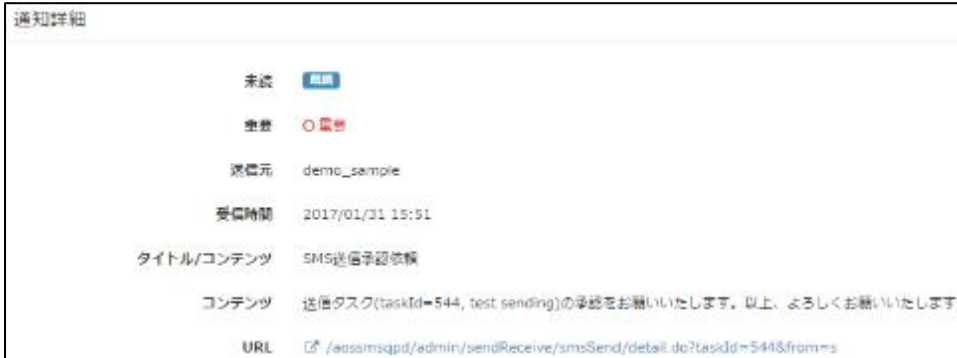 通知詳細
未読 既読
重要 重要
送信元 demo_sample
受信時間 2017/01/31 15:51
タイトル/コンテンツ SMS送信承認依頼
コンテンツ 送信タスク(taskId=544, test sending)の承認をお願いいたします。以上、よろしくお願いいたします
URL /aossmsgpd/admin/sendReceive/smsSend/detail.do?taskId=544&from=s